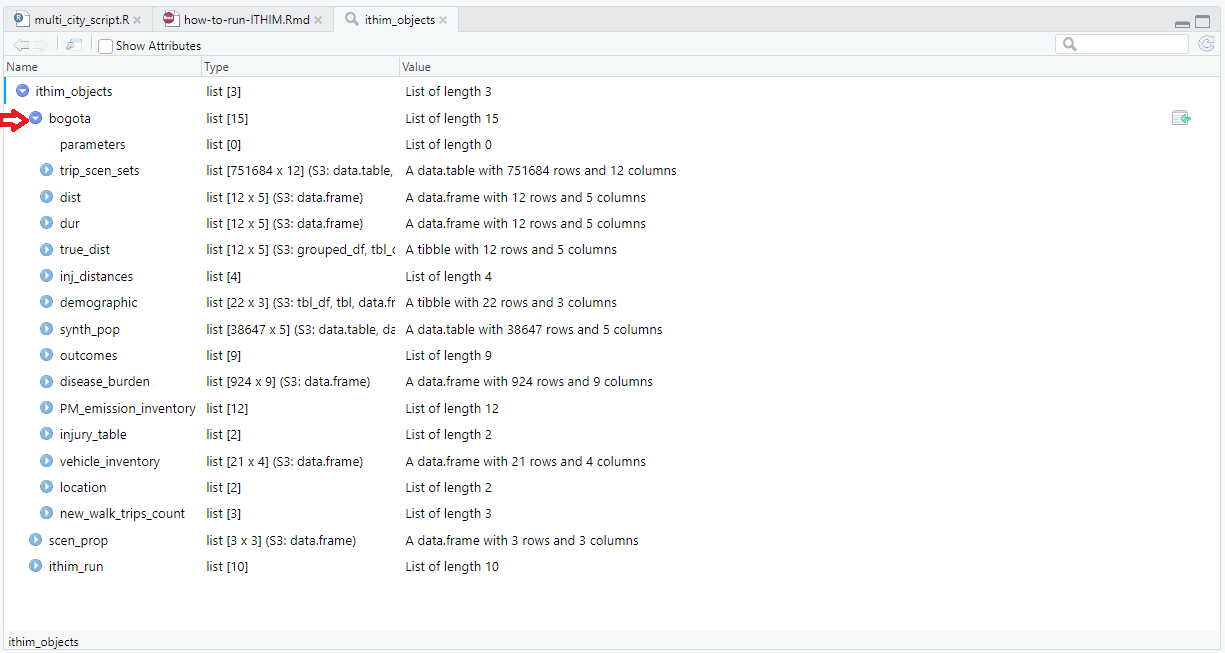 multi_city_script.R × how-to-run-ITHIM.Rmd × ithim_objects ×
Show Attributes
Name Type Value
ithim_objects list [3] List of length 3
bogota list [15] List of length 15
parameters list [0] List of length 0
trip_scen_sets list [751684 x 12] (S3: data.table, A data.table with 751684 rows and 12 columns
dist list [12 x 5] (S3: data.frame) A data.frame with 12 rows and 5 columns
dur list [12 x 5] (S3: data.frame) A data.frame with 12 rows and 5 columns
true_dist list [12 x 5] (S3: grouped_df, tbl_c A tibble with 12 rows and 5 columns
inj_distances list [4] List of length 4
demographic list [22 x 3] (S3: tbl_df, tbl, data.fr A tibble with 22 rows and 3 columns
synth_pop list [38647 x 5] (S3: data.table, da A data.table with 38647 rows and 5 columns
outcomes list [9] List of length 9
disease_burden list [924 x 9] (S3: data.frame) A data.frame with 924 rows and 9 columns
PM_emission_inventory list [12] List of length 12
injury_table list [2] List of length 2
vehicle_inventory list [21 x 4] (S3: data.frame) A data.frame with 21 rows and 4 columns
location list [2] List of length 2
new_walk_trips_count list [3] List of length 3
scen_prop list [3 x 3] (S3: data.frame) A data.frame with 3 rows and 3 columns
ithim_run list [10] List of length 10
ithim_objects